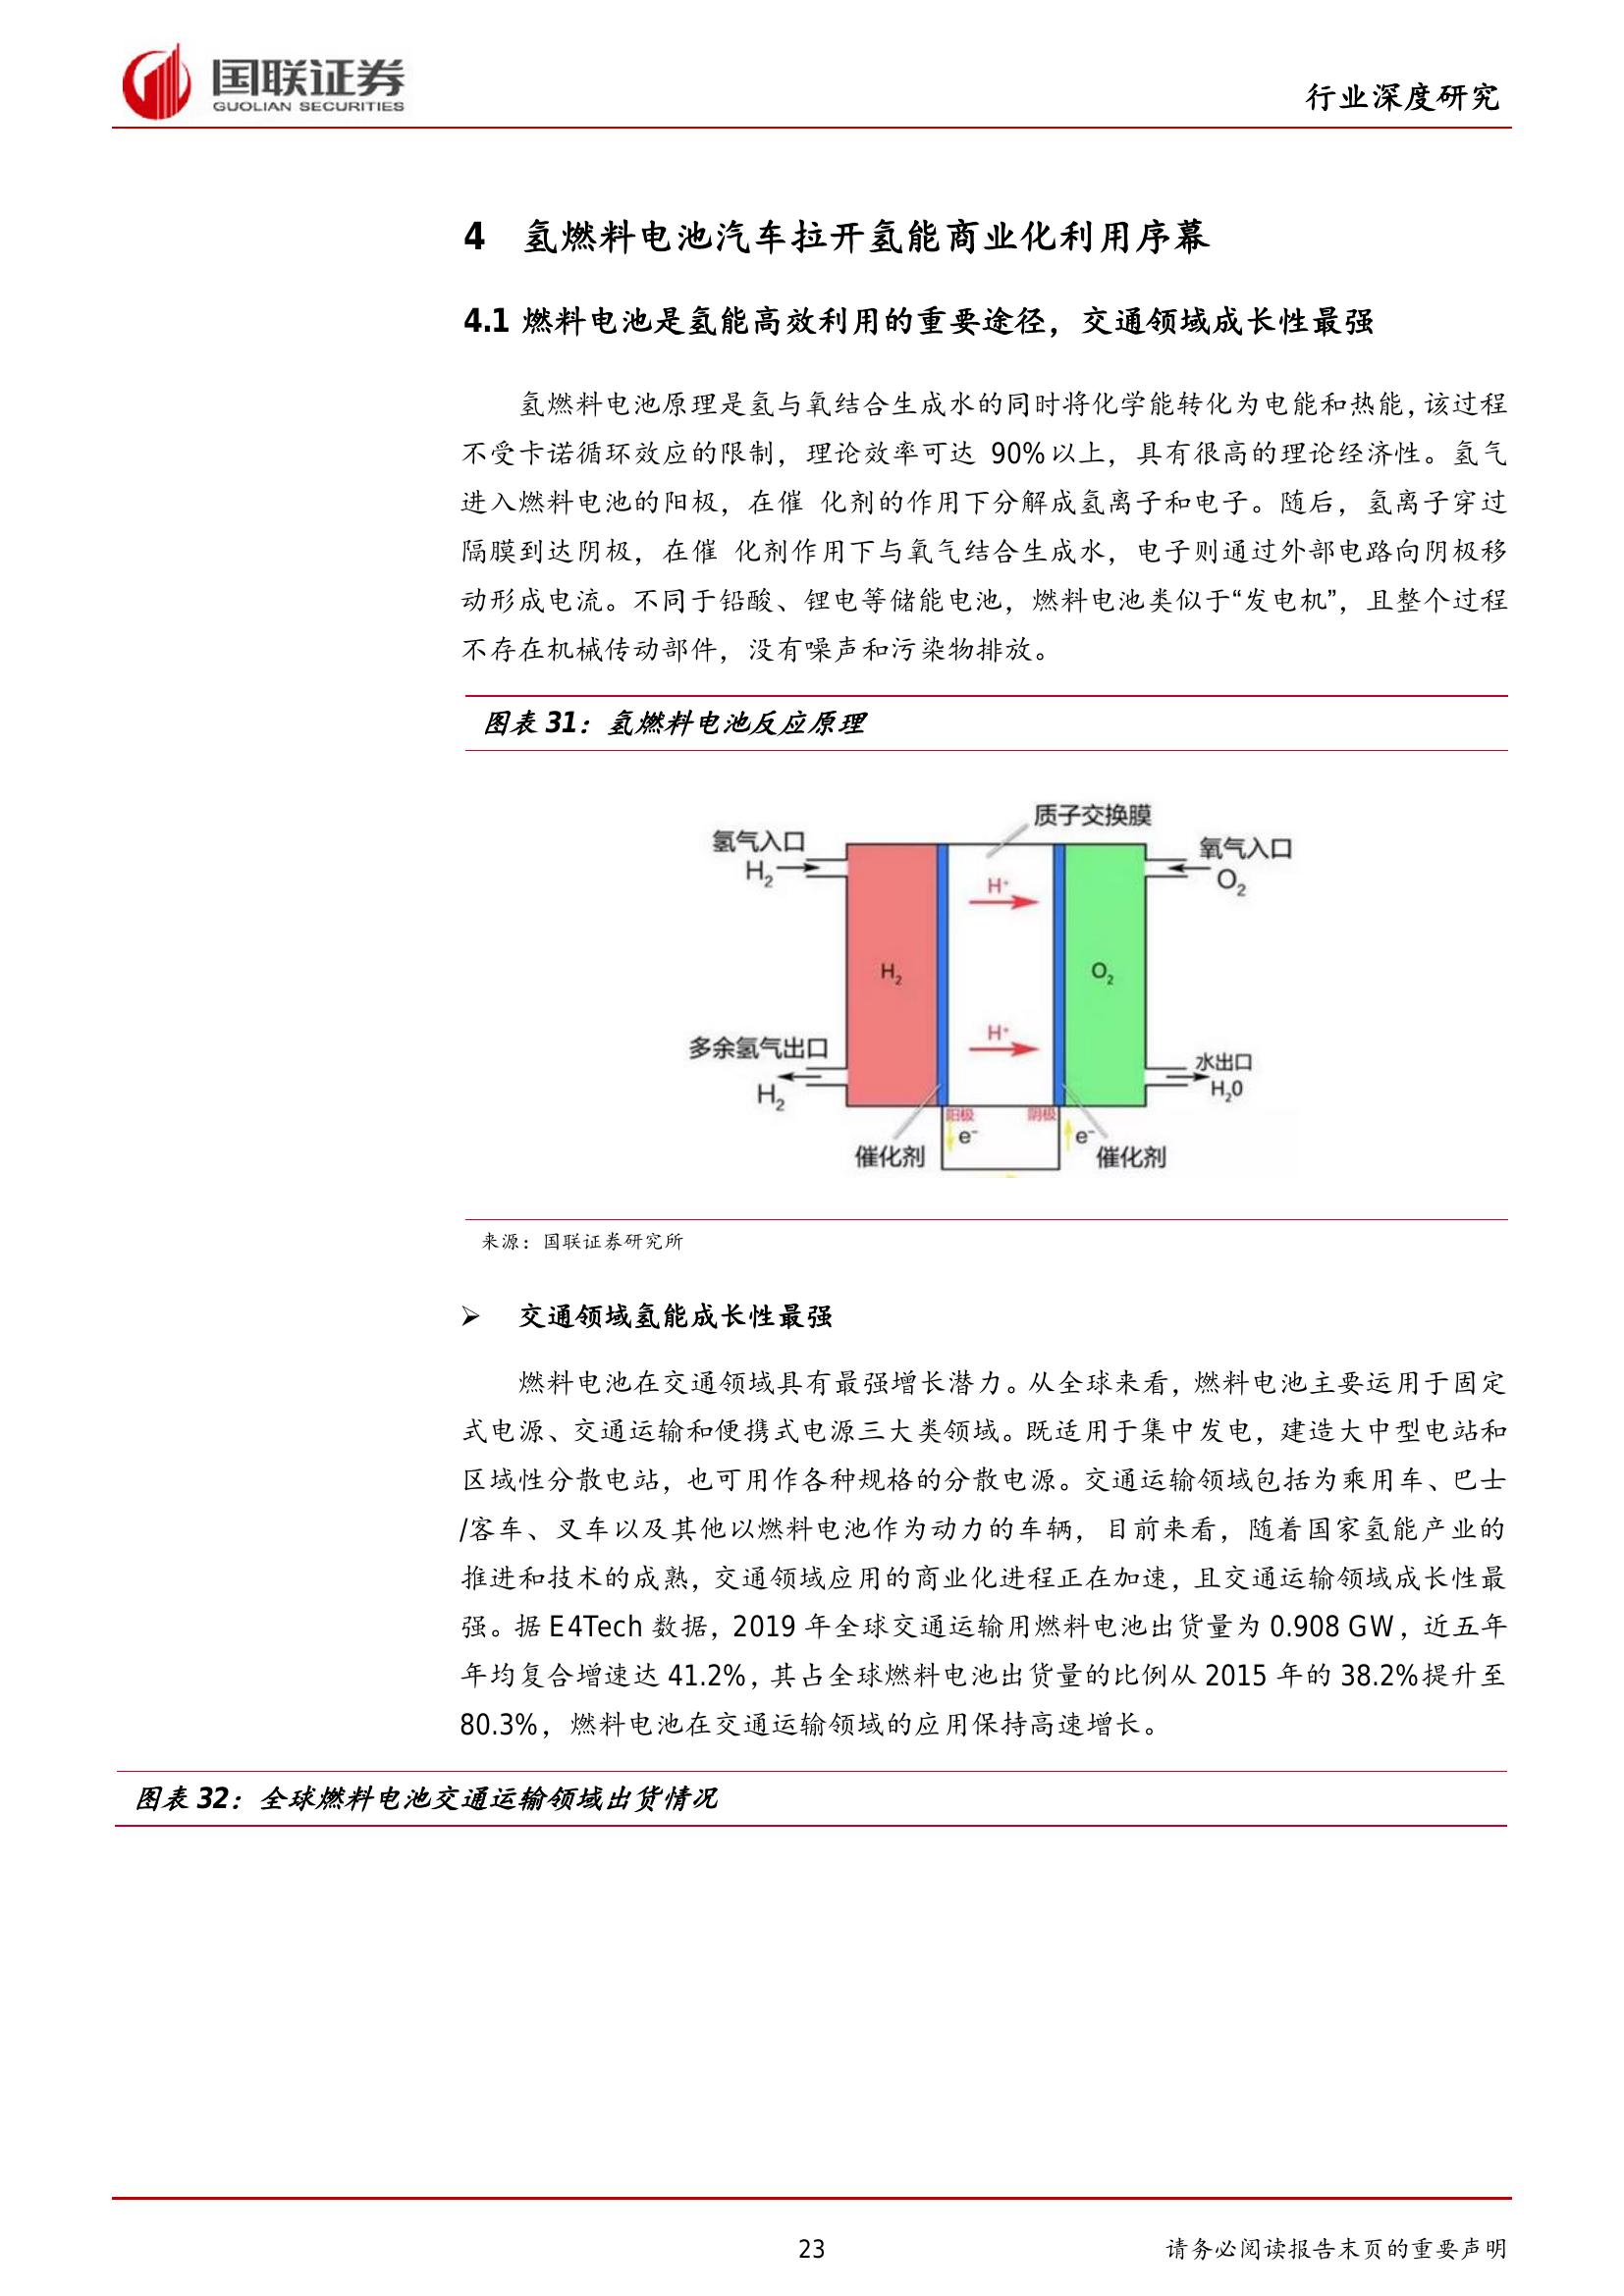 国联证券
GUOLIAN SECURITIES
行业深度研究
4 氢燃料电池汽车拉开氢能商业化利用序幕
4.1 燃料电池是氢能高效利用的重要途径，交通领域成长性最强
氢燃料电池原理是氢与氧结合生成水的同时将化学能转化为电能和热能，该过程
不受卡诺循环效应的限制，理论效率可达 90%以上，具有很高的理论经济性。氢气
进入燃料电池的阳极，在催 化剂的作用下分解成氢离子和电子。随后，氢离子穿过
隔膜到达阴极，在催 化剂作用下与氧气结合生成水，电子则通过外部电路向阴极移
动形成电流。不同于铅酸、锂电等储能电池，燃料电池类似于“发电机”，且整个过程
不存在机械传动部件，没有噪声和污染物排放。
图表 31：氢燃料电池反应原理
质子交换膜
氢气入口
H₂
氧气入口
O₂
H⁺
H₂
O₂
H⁺
多余氢气出口
H₂
水出口
H₂0
阳极
阴极
e⁻
e⁻
催化剂
催化剂
来源：国联证券研究所
➢ 交通领域氢能成长性最强
燃料电池在交通领域具有最强增长潜力。从全球来看，燃料电池主要运用于固定
式电源、交通运输和便携式电源三大类领域。既适用于集中发电，建造大中型电站和
区域性分散电站，也可用作各种规格的分散电源。交通运输领域包括为乘用车、巴士
/客车、叉车以及其他以燃料电池作为动力的车辆，目前来看，随着国家氢能产业的
推进和技术的成熟，交通领域应用的商业化进程正在加速，且交通运输领域成长性最
强。据 E4Tech 数据，2019 年全球交通运输用燃料电池出货量为 0.908 GW，近五年
年均复合增速达 41.2%，其占全球燃料电池出货量的比例从 2015 年的 38.2%提升至
80.3%，燃料电池在交通运输领域的应用保持高速增长。
图表 32：全球燃料电池交通运输领域出货情况
23
请务必阅读报告末页的重要声明